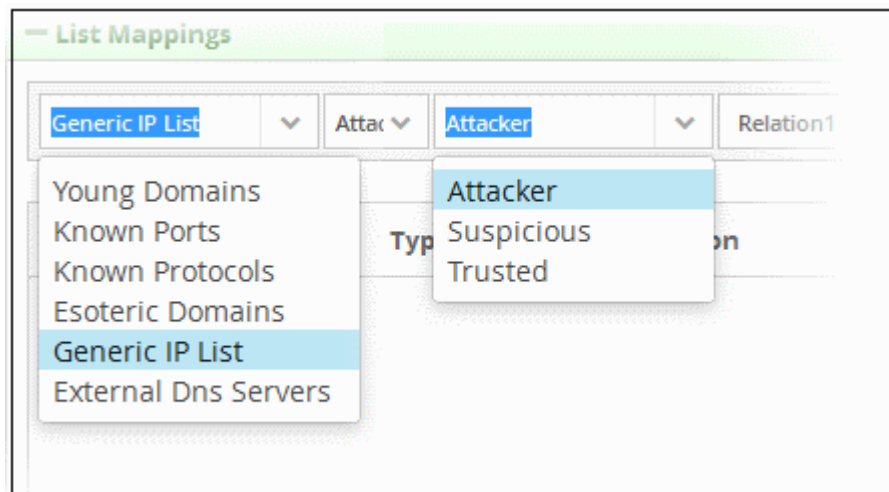 List Mappings
Generic IP List Attac Attacker Relation1
Young Domains
Known Ports
Known Protocols
Esoteric Domains
Generic IP List
External Dns Servers
Attacker
Suspicious
Trusted
Typ on